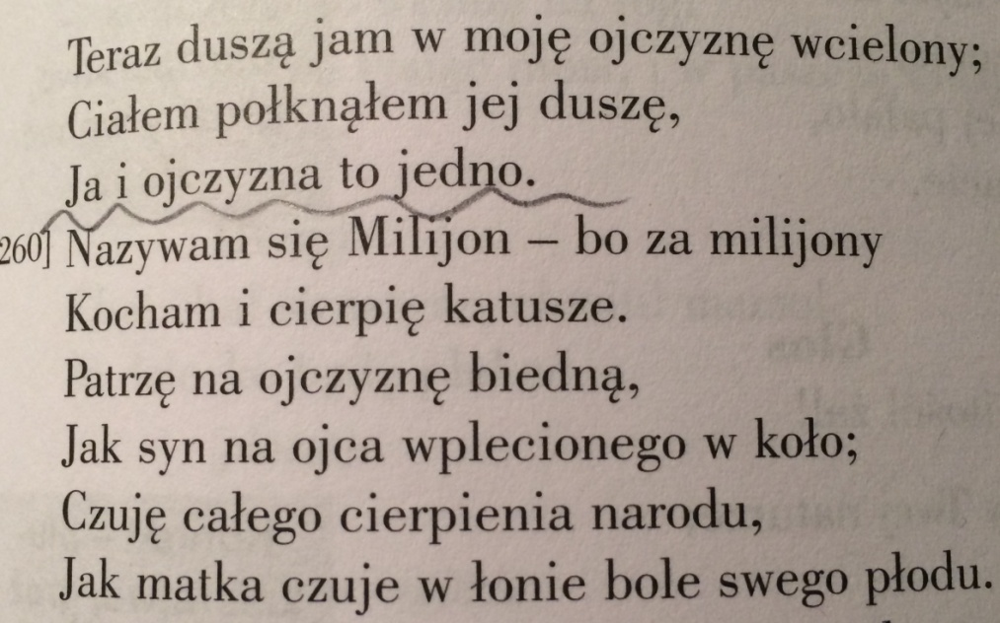 Teraz duszą jam w moję ojczyznę wcielony;
Ciałem połknąłem jej duszę,
Ja i ojczyzna to jedno.
260] Nazywam się Milijon – bo za milijony
Kocham i cierpię katusze.
Patrzę na ojczyznę biedną,
Jak syn na ojca wplecionego w koło;
Czuję całego cierpienia narodu,
Jak matka czuje w łonie bole swego płodu.